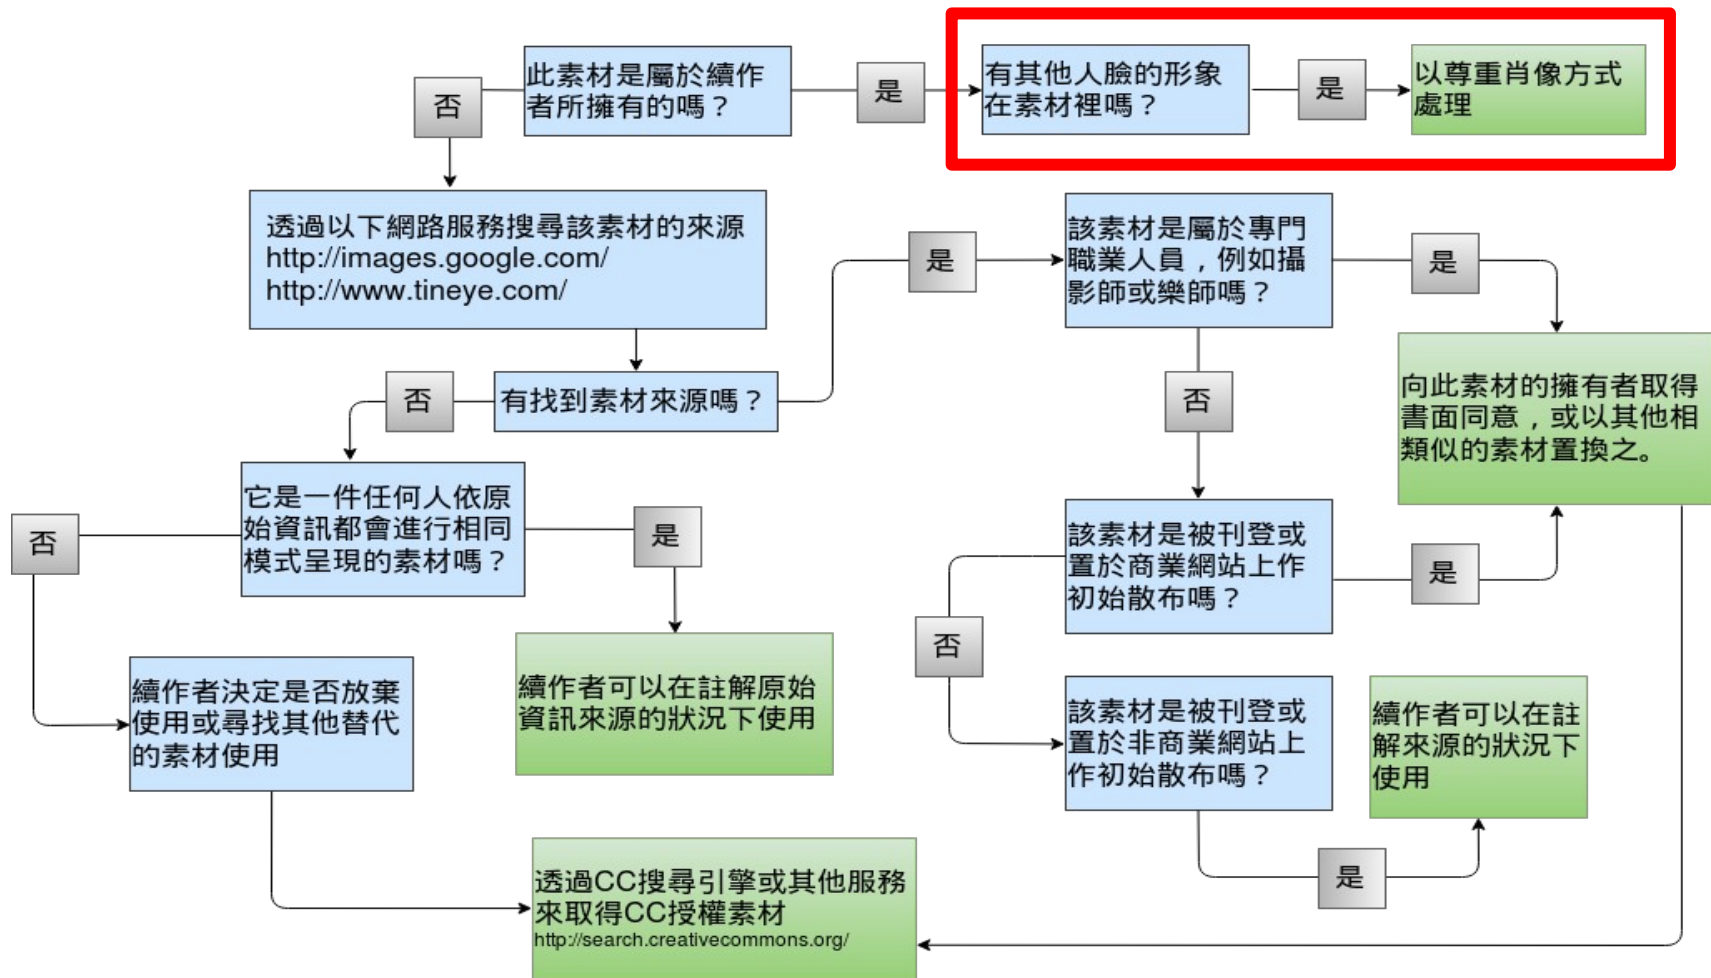 此素材是屬於續作
者所擁有的嗎？
是
有其他人臉的形象
在素材裡嗎？
是
以尊重肖像方式
處理
否
透過以下網路服務搜尋該素材的來源
http://images.google.com/
http://www.tineye.com/
是
該素材是屬於專門
職業人員，例如攝
影師或樂師嗎？
是
有找到素材來源嗎？
否
否
向此素材的擁有者取得
書面同意，或以其他相
類似的素材置換之。
它是一件任何人依原
始資訊都會進行相同
模式呈現的素材嗎？
否
是
該素材是被刊登或
置於商業網站上作
初始散布嗎？
是
否
續作者決定是否放棄
使用或尋找其他替代
的素材使用
續作者可以在註解原始
資訊來源的狀況下使用
該素材是被刊登或
置於非商業網站上
作初始散布嗎？
續作者可以在註
解來源的狀況下
使用
是
透過CC搜尋引擎或其他服務
來取得CC授權素材
http://search.creativecommons.org/